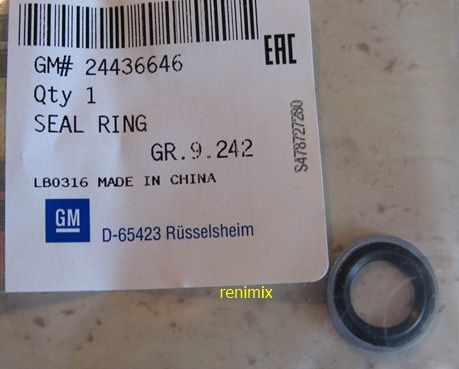 EAC
GM# 24436646
Qty 1
SEAL RING
GR.9.242
S478727280
LB0316 MADE IN CHINA
GM
D-65423 Rüsselsheim
renimix